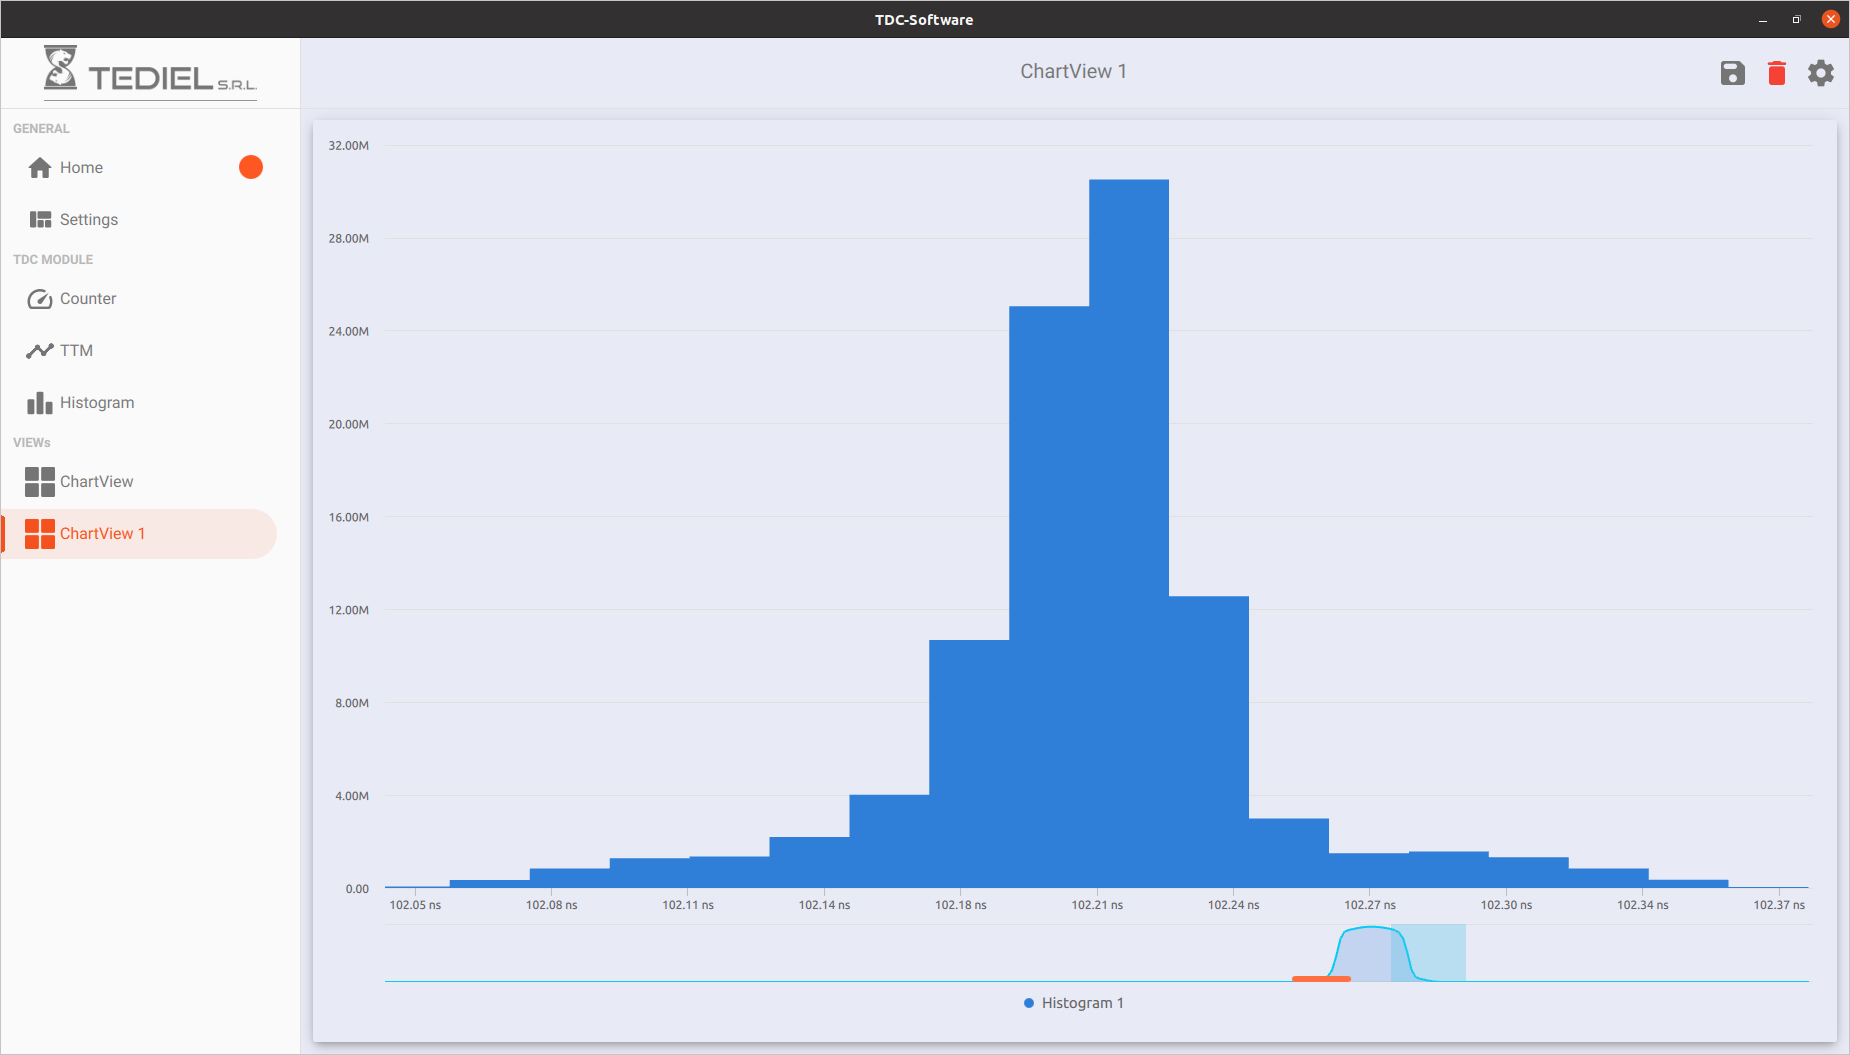 TDC-Software
TEDIEL S.R.L.
ChartView 1
GENERAL
Home
Settings
TDC MODULE
Counter
TTM
Histogram
VIEWs
ChartView
ChartView 1
32.00M
28.00M
24.00M
20.00M
16.00M
12.00M
8.00M
4.00M
0.00
102.05 ns 102.08 ns 102.11 ns 102.14 ns 102.18 ns 102.21 ns 102.24 ns 102.27 ns 102.30 ns 102.34 ns 102.37 ns
Histogram 1